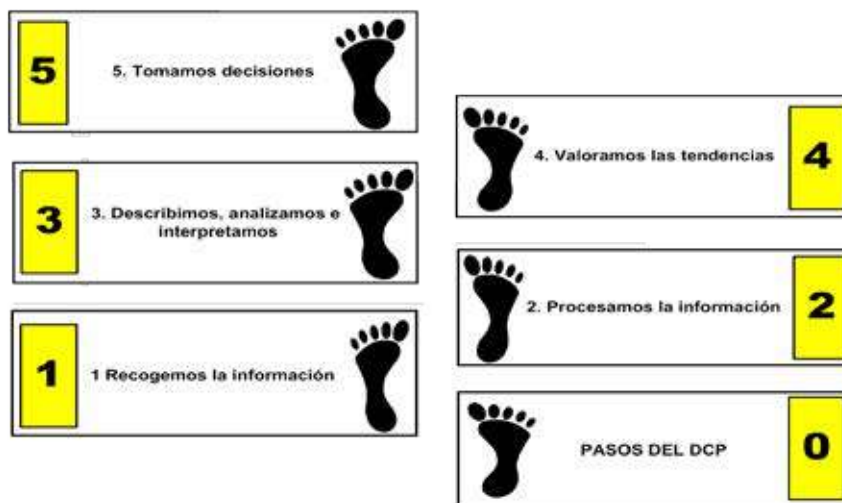 5
5. Tomamos decisiones
4. Valoramos las tendencias
4
3
3. Describimos, analizamos e
interpretamos
2. Procesamos la información
2
1
1 Recogemos la información
PASOS DEL DCP
0